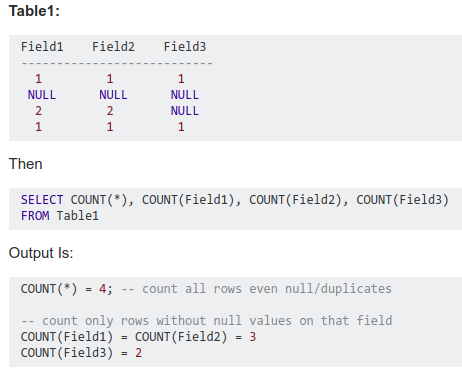 Table1:
Field1    Field2    Field3
---------------------------
1         1         1
NULL      NULL      NULL
2         2         NULL
1         1         1
Then
SELECT COUNT(*), COUNT(Field1), COUNT(Field2), COUNT(Field3)
FROM Table1
Output Is:
COUNT(*) = 4; -- count all rows even null/duplicates
-- count only rows without null values on that field
COUNT(Field1) = COUNT(Field2) = 3
COUNT(Field3) = 2